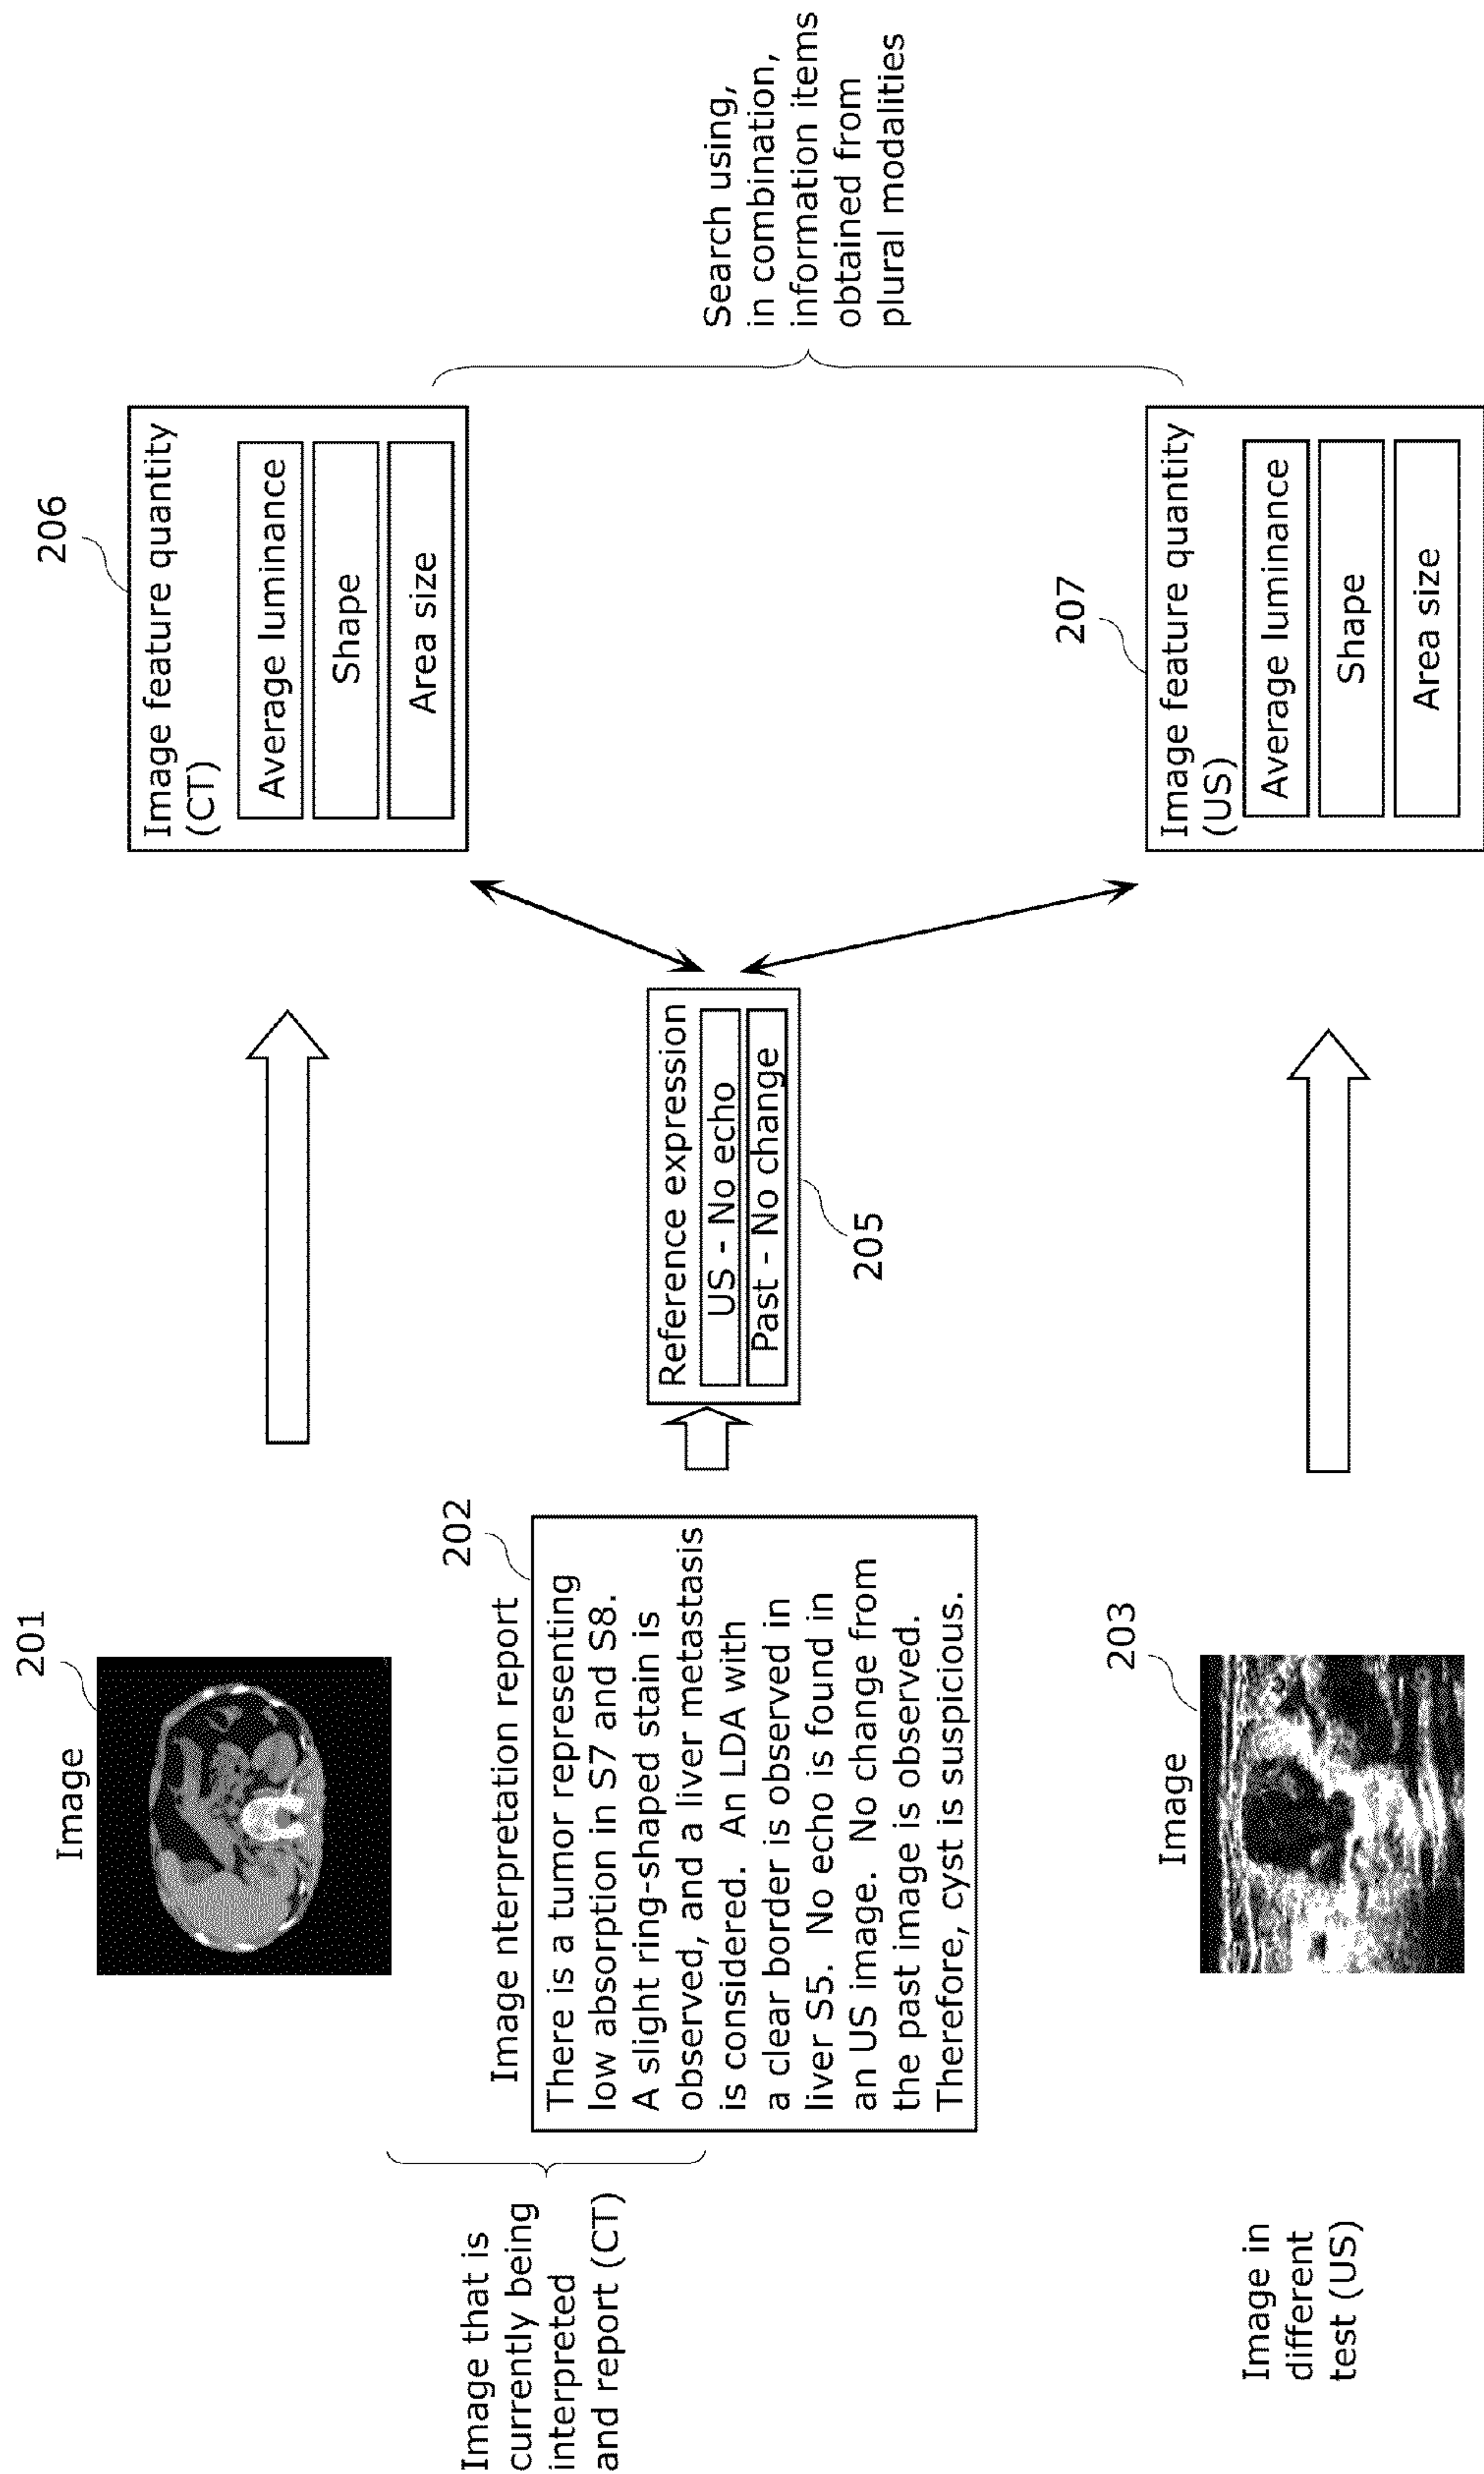 201
Image
Image that is
currently being
interpreted
and report (CT)
202
Image nterpretation report
There is a tumor representing
low absorption in S7 and S8.
A slight ring-shaped stain is
observed, and a liver metastasis
is considered.  An LDA with
a clear border is observed in
liver S5.  No echo is found in
an US image.  No change from
the past image is observed.
Therefore, cyst is suspicious.
203
Image
Image in
different
test (US)
Reference expression
US - No echo
Past - No change
205
206
Image feature quantity
(CT)
Average luminance
Shape
Area size
207
Image feature quantity
(US)
Average luminance
Shape
Area size
Search using,
in combination,
information items
obtained from
plural modalities